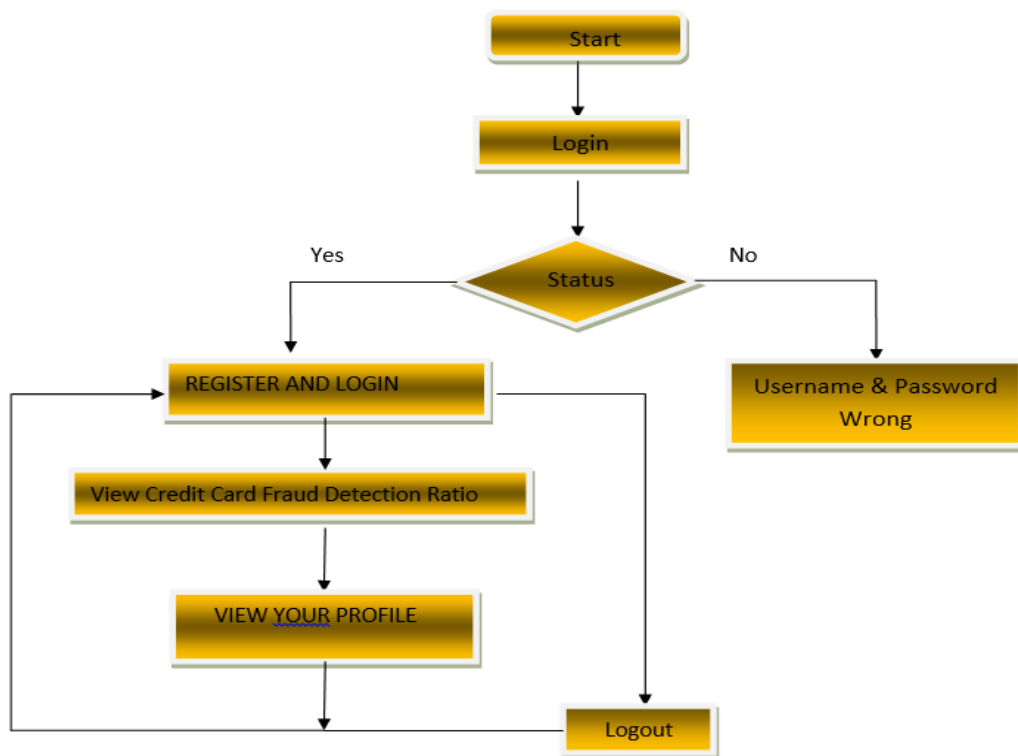 Start
Login
Yes
No
Status
REGISTER AND LOGIN
Username & Password
Wrong
View Credit Card Fraud Detection Ratio
VIEW YOUR PROFILE
Logout